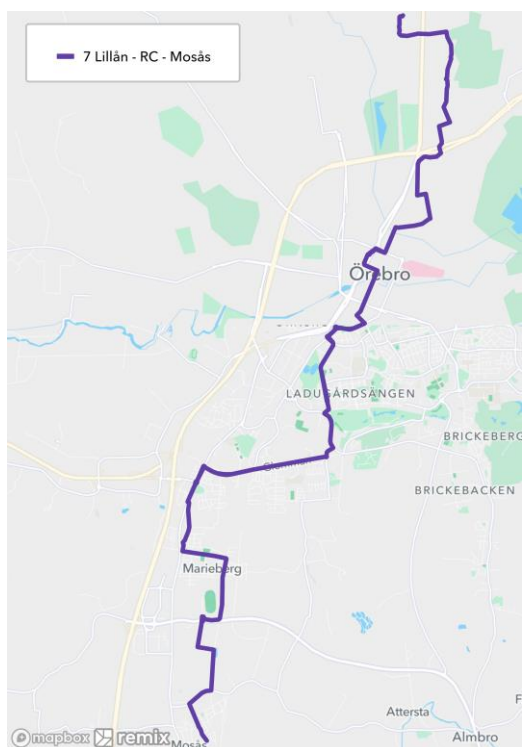 7 Lillån - RC - Mosås
Örebro
LADUGÅRDSÄNGEN
BRICKEBERG
BRICKEBACKEN
Marieberg
Attersta
F
Almbro
Mosås
mapbox remix